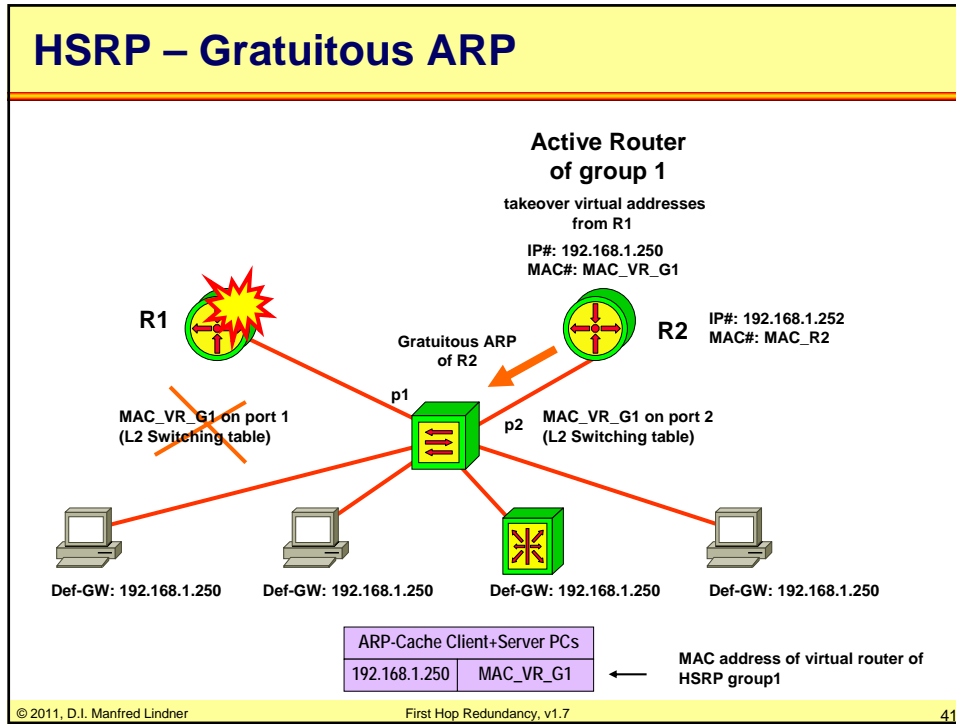 HSRP – Gratuitous ARP
Active Router
of group 1
takeover virtual addresses
from R1
IP#: 192.168.1.250
MAC#: MAC_VR_G1
R1
Gratuitous ARP
of R2
R2
IP#: 192.168.1.252
MAC#: MAC_R2
p1
MAC_VR_G1 on port 1
(L2 Switching table)
p2
MAC_VR_G1 on port 2
(L2 Switching table)
Def-GW: 192.168.1.250
Def-GW: 192.168.1.250
Def-GW: 192.168.1.250
Def-GW: 192.168.1.250
ARP-Cache Client+Server PCs
192.168.1.250 MAC_VR_G1
MAC address of virtual router of
HSRP group1
© 2011, D.I. Manfred Lindner
First Hop Redundancy, v1.7
41